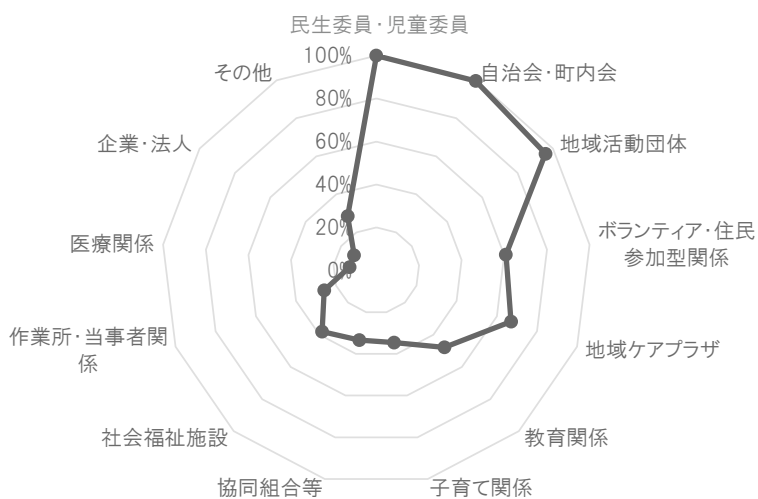 民生委員・児童委員
100%
80%
60%
40%
20%
0%
自治会・町内会
地域活動団体
ボランティア・住民
参加型関係
地域ケアプラザ
教育関係
子育て関係
協同組合等
社会福祉施設
作業所・当事者関
係
医療関係
企業・法人
その他